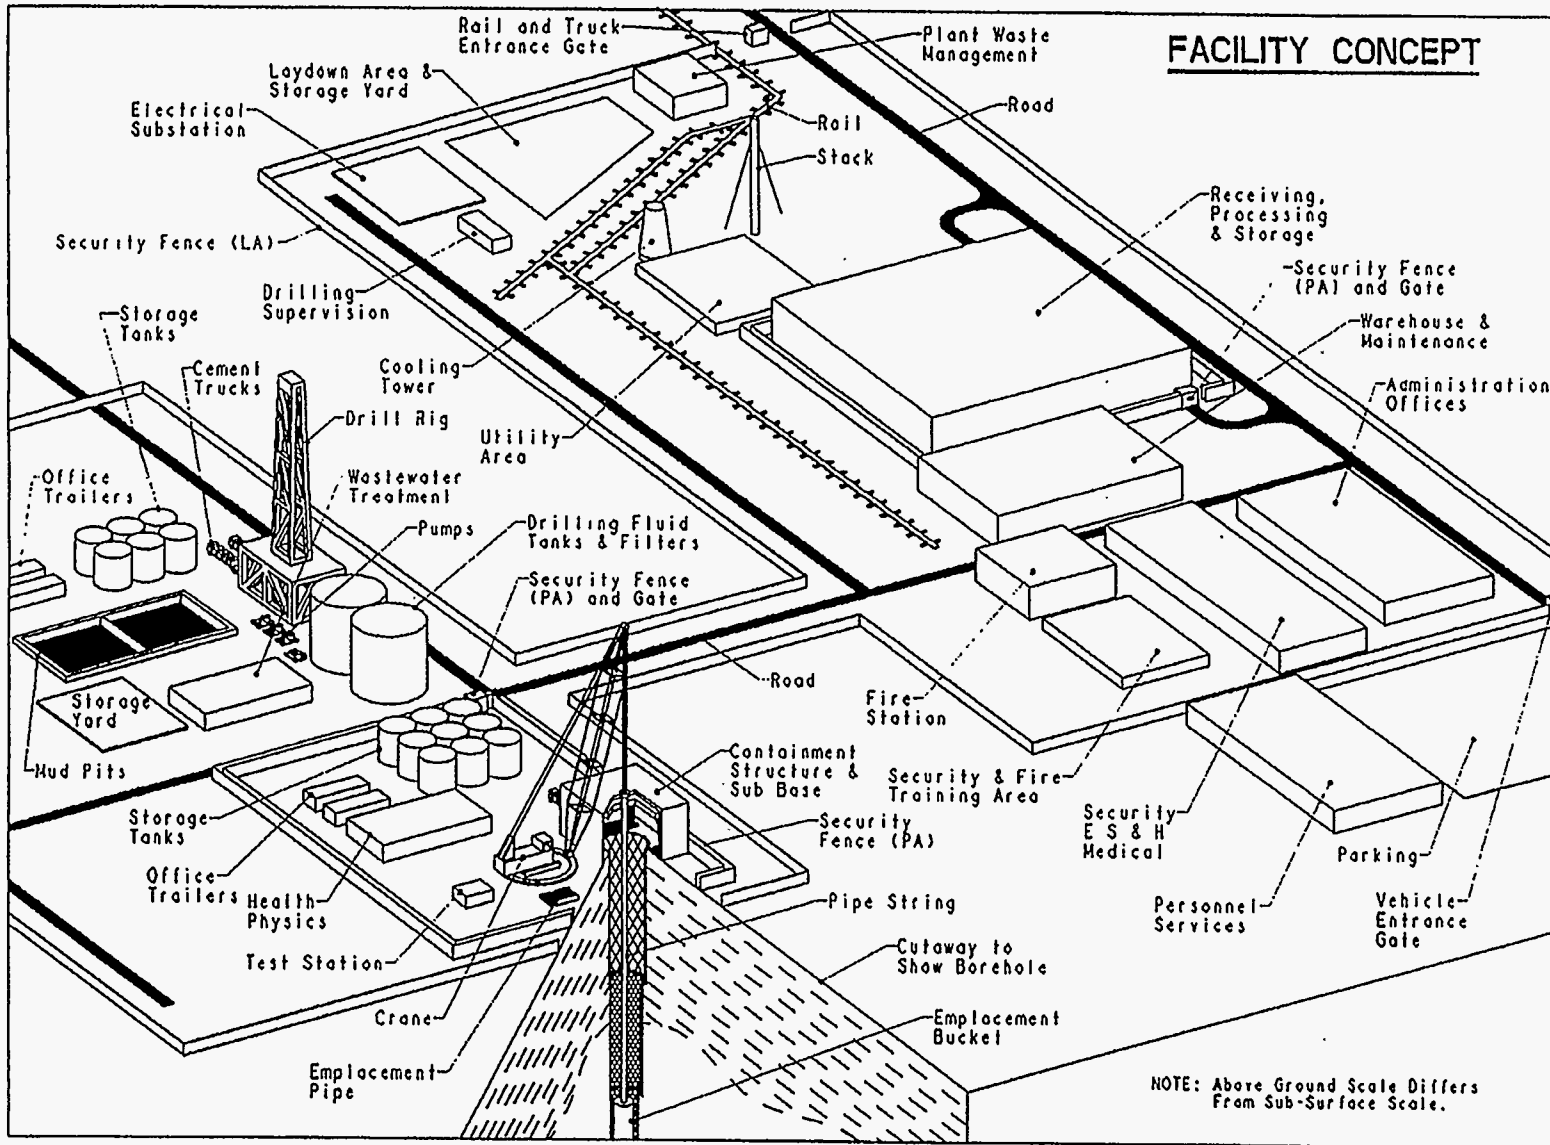 FACILITY CONCEPT
Rail and Truck
Entrance Gate
Plant Waste
Management
Laydown Area &
Storage Yard
Electrical
Substation
Road
Rail
Stack
Receiving,
Processing
& Storage
Security Fence (LA)
Security Fence
(PA) and Gate
Drilling
Supervision
Storage
Tanks
Warehouse &
Maintenance
Cooling
Tower
Cement
Trucks
Administration
Offices
Drill Rig
Utility
Area
Office
Trailers
Wastewater
Treatment
Pumps
Drilling Fluid
Tanks & Filters
Security Fence
(PA) and Gate
Road
Storage
Yard
Fire
Station
Mud Pits
Containment
Structure &
Sub Base
Security & Fire
Training Area
Storage
Tanks
Security
Fence (PA)
Security
E S & H
Medical
Parking
Office
Trailers
Health
Physics
Pipe String
Personnel
Services
Vehicle
Entrance
Gate
Test Station
Cutaway to
Show Borehole
Crane
Emplacement
Bucket
Emplacement
Pipe
NOTE: Above Ground Scale Differs
From Sub-Surface Scale.